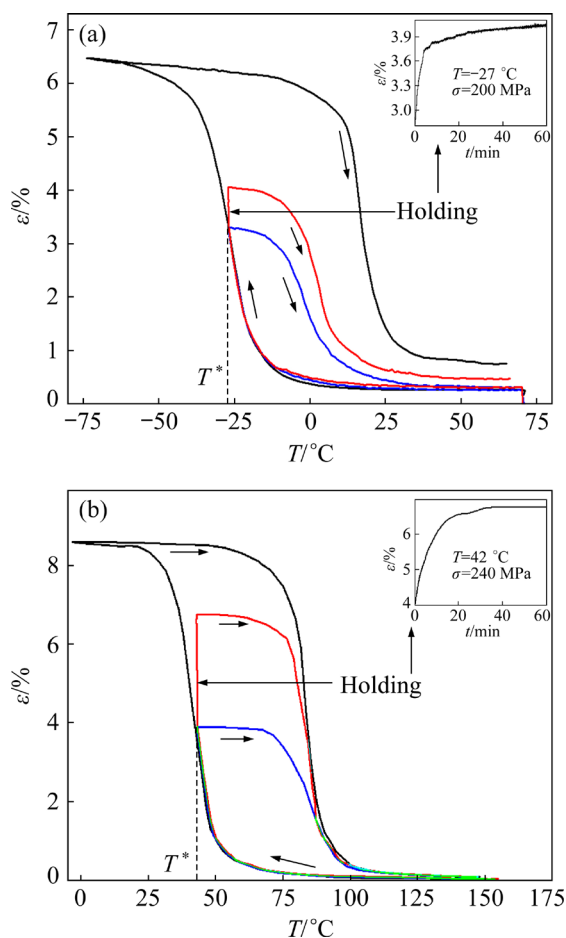 (a)
ε/%
7
6
5
4
3
2
1
0
−75
−50
−25
0
25
50
75
T/°C
T*
Holding
ε/%
3.9
3.6
3.3
3.0
0
20
40
60
t/min
T=−27 °C
σ=200 MPa
(b)
ε/%
8
6
4
2
0
0
25
50
75
100
125
150
175
T/°C
T*
Holding
ε/%
6
5
4
0
20
40
60
t/min
T=42 °C
σ=240 MPa